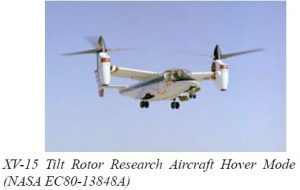 XV-15 Tilt Rotor Research Aircraft Hover Mode
(NASA EC80-13848A)